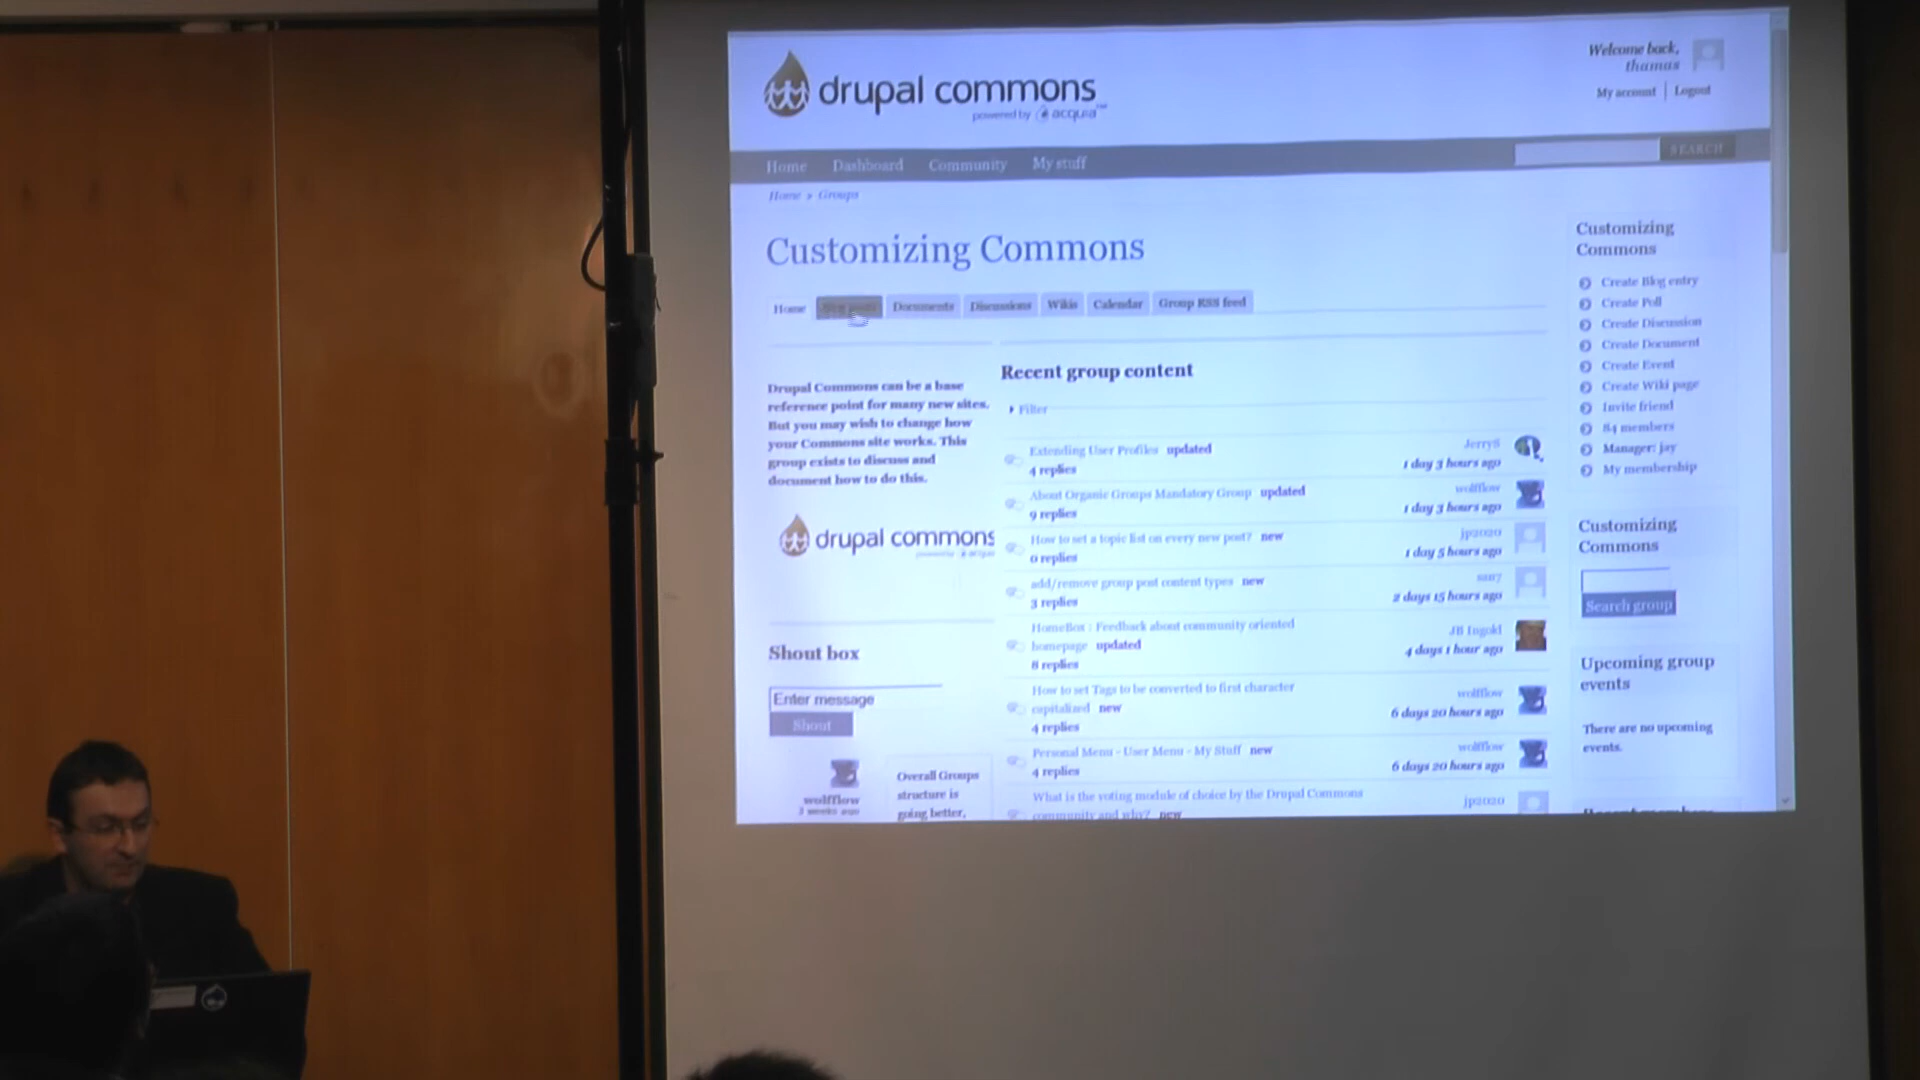 drupal commons
powered by acquia
Welcome back,
thamas
My account | Logout
Home Dashboard Community My stuff
SEARCH
Home » Groups
Customizing Commons
Home
Documents Discussions Wikis Calendar Group RSS feed
Drupal Commons can be a base
reference point for many new sites.
But you may wish to change how
your Commons site works. This
group exists to discuss and
document how to do this.
drupal commons
Shout box
Enter message
Shout
wolfflow
3 weeks ago
Overall Groups
structure is
going better,
Recent group content
Filter
Extending User Profiles updated
4 replies
JerryS
1 day 3 hours ago
About Organic Groups Mandatory Group updated
9 replies
wolfflow
1 day 3 hours ago
How to set a topic list on every new post? new
0 replies
jp2020
1 day 5 hours ago
add/remove group post content types new
3 replies
2 days 15 hours ago
HomeBox : Feedback about community oriented
homepage updated
8 replies
JB Ingold
4 days 1 hour ago
How to set Tags to be converted to first character
capitalized new
4 replies
wolfflow
6 days 20 hours ago
Personal Menu - User Menu - My Stuff new
4 replies
wolfflow
6 days 20 hours ago
What is the voting module of choice by the Drupal Commons
community and why? new
jp2020
Customizing
Commons
Create Blog entry
Create Poll
Create Discussion
Create Document
Create Event
Create Wiki page
Invite friend
84 members
Manager: jay
My membership
Customizing
Commons
Search group
Upcoming group
events
There are no upcoming
events.